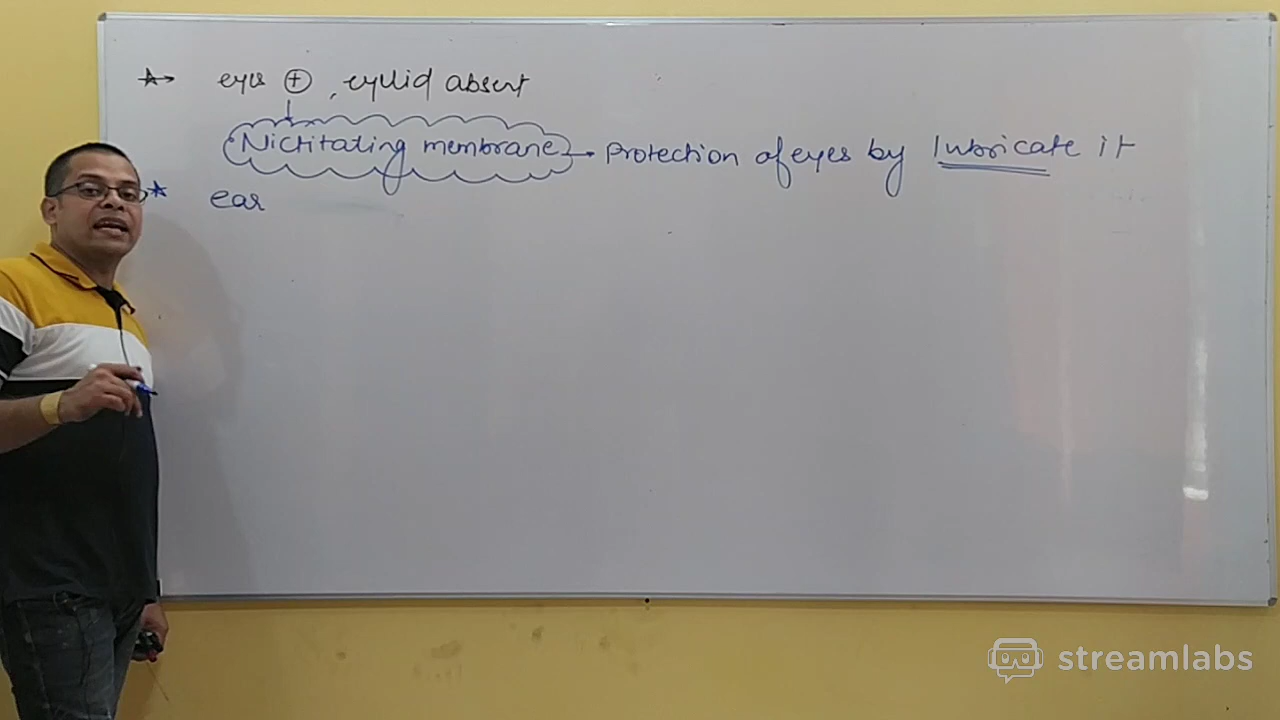 eyes ⊕, eyelid absent
Nictitating membrane → Protection of eyes by lubricate it
ear
streamlabs